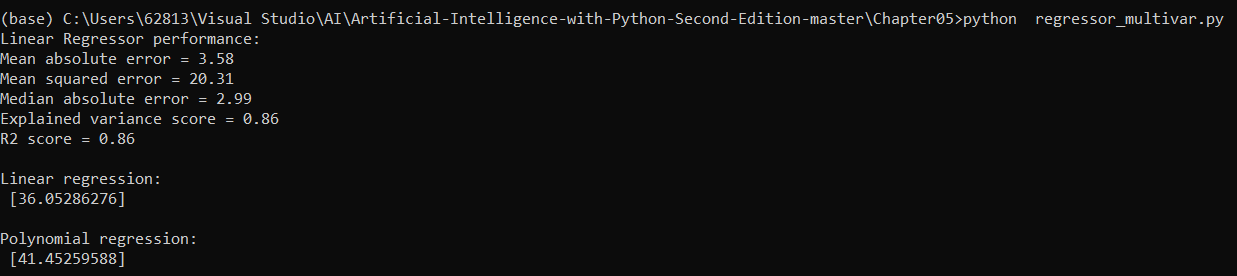 (base) C:\Users\62813\Visual Studio\AI\Artificial-Intelligence-with-Python-Second-Edition-master\Chapter05>python  regressor_multivar.py
Linear Regressor performance:
Mean absolute error = 3.58
Mean squared error = 20.31
Median absolute error = 2.99
Explained variance score = 0.86
R2 score = 0.86

Linear regression:
 [36.05286276]

Polynomial regression:
 [41.45259588]